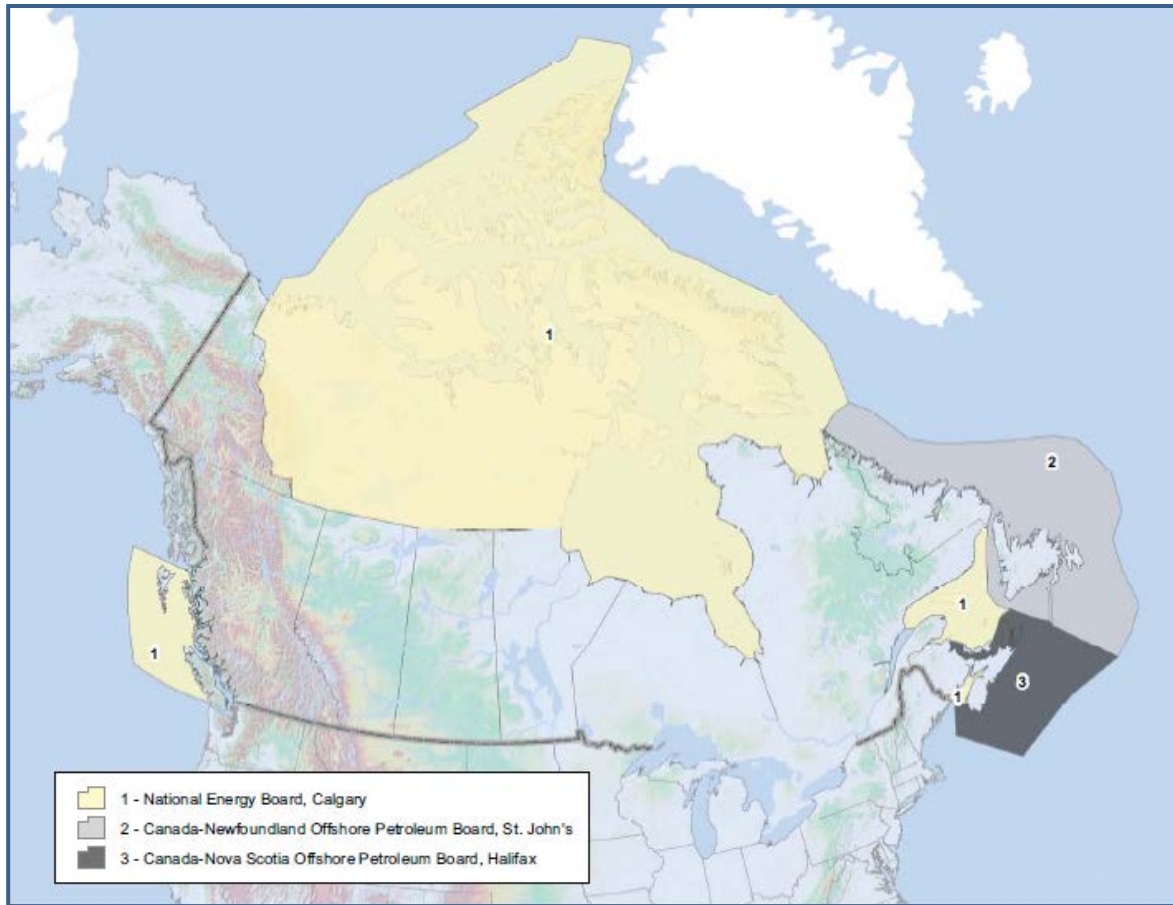 1
2
1
1
1
3
1 - National Energy Board, Calgary
2 - Canada-Newfoundland Offshore Petroleum Board, St. John's
3 - Canada-Nova Scotia Offshore Petroleum Board, Halifax